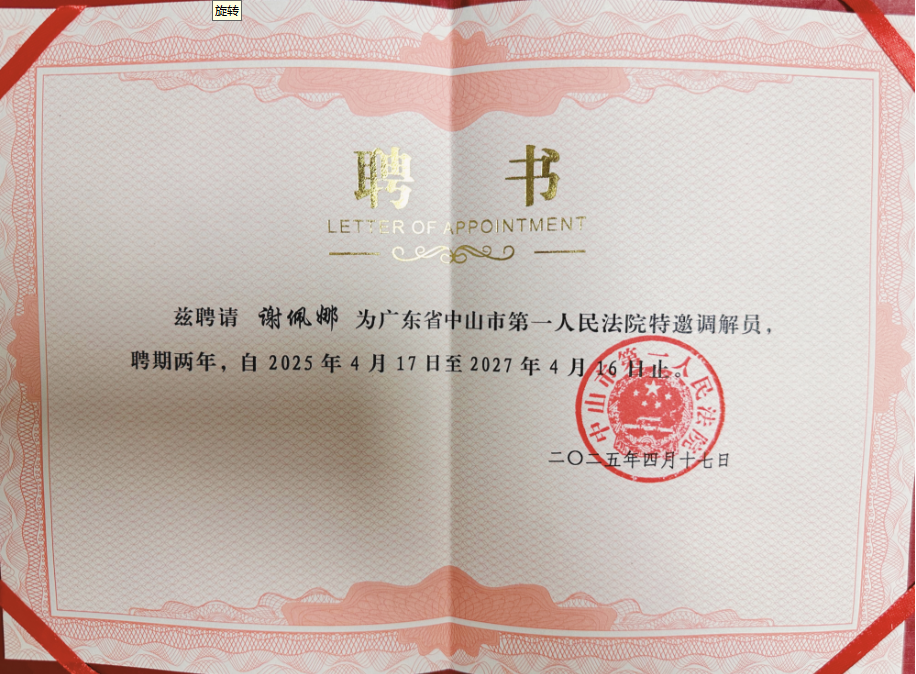 旋转
聘 书
LETTER OF APPOINTMENT
兹聘请 谢佩娜 为广东省中山市第一人民法院特邀调解员，
聘期两年，自 2025 年 4 月 17 日至 2027 年 4 月 16 日止。
中山市第一人民法院
二〇二五年四月十七日